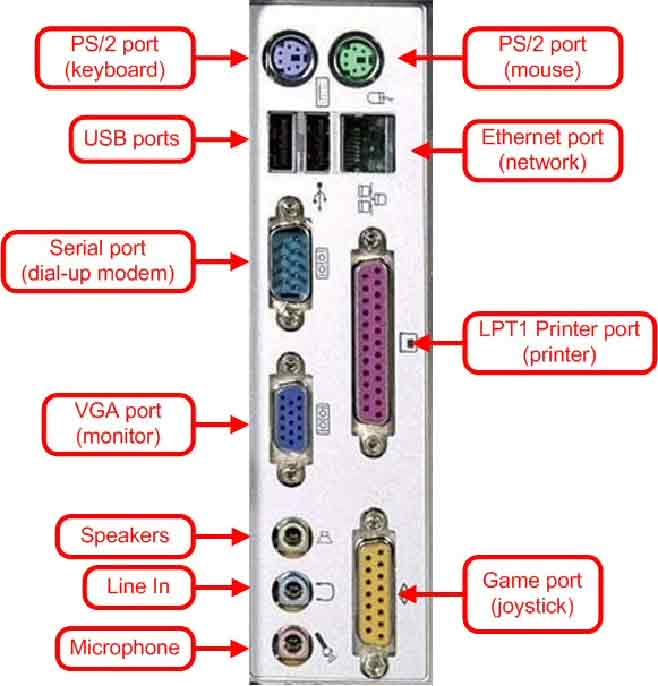 PS/2 port
(keyboard)
PS/2 port
(mouse)
USB ports
Ethernet port
(network)
Serial port
(dial-up modem)
LPT1 Printer port
(printer)
VGA port
(monitor)
Speakers
Line In
Game port
(joystick)
Microphone